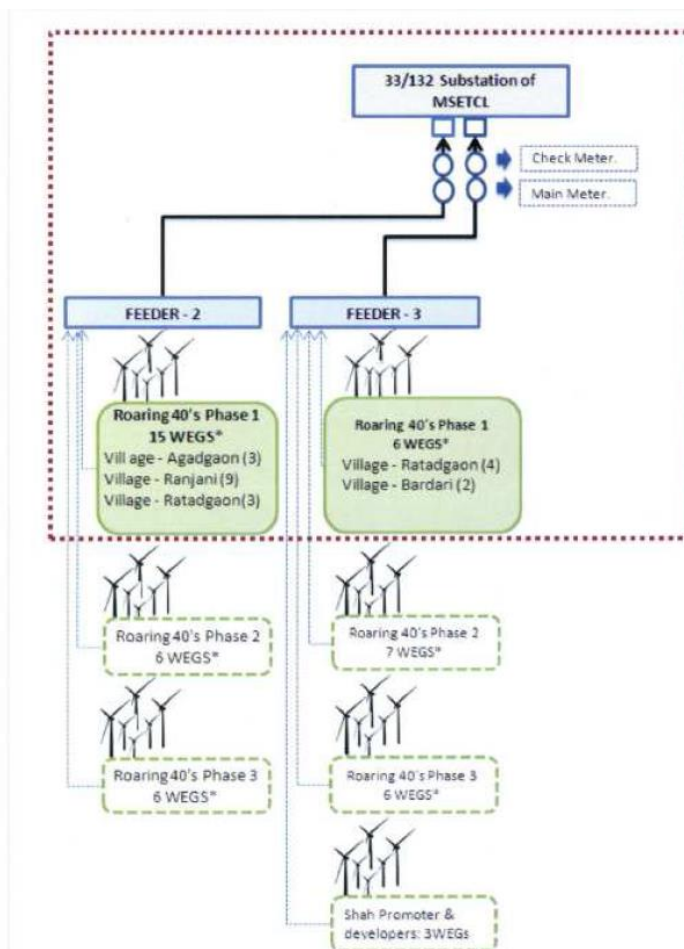 33/132 Substation of
MSETCL
Check Meter.
Main Meter.
FEEDER - 2
FEEDER - 3
Roaring 40's Phase 1
15 WEGS*
Village - Agadgaon (3)
Village - Ranjani (9)
Village - Ratadgaon(3)
Roaring 40's Phase 1
6 WEGS*
Village - Ratadgaon (4)
Village - Bardari (2)
Roaring 40's Phase 2
6 WEGS*
Roaring 40's Phase 2
7 WEGS*
Roaring 40's Phase 3
6 WEGS*
Roaring 40's Phase 3
6 WEGS*
Shah Promoter &
developers: 3WEGs